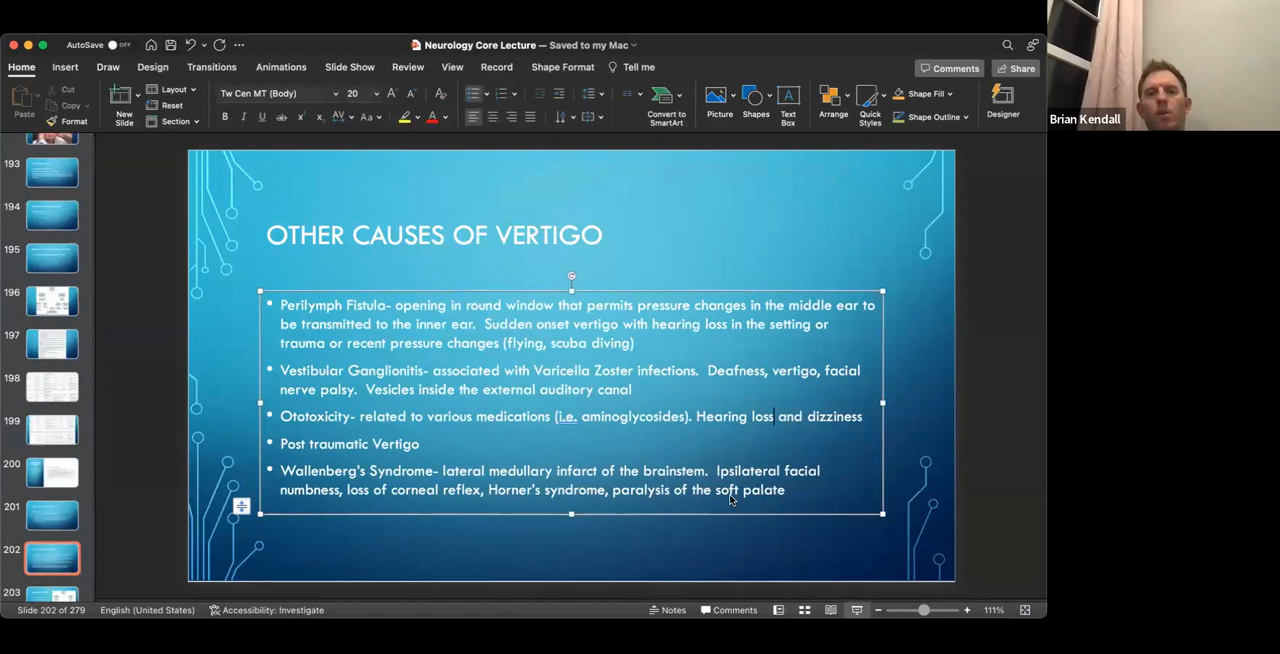 AutoSave OFF
Neurology Core Lecture — Saved to my Mac
Home Insert Draw Design Transitions Animations Slide Show Review View Record Shape Format Tell me
Comments Share
Paste
Cut
Copy
Format
New Slide
Layout
Reset
Section
Tw Cen MT (Body) 20
B I U ab X X AV Aa
Convert to SmartArt
Picture
Shapes
Text Box
Arrange
Quick Styles
Shape Fill
Shape Outline
Designer
Brian Kendall
193
194
195
196
197
198
199
200
201
202
203
OTHER CAUSES OF VERTIGO
• Perilymph Fistula- opening in round window that permits pressure changes in the middle ear to
be transmitted to the inner ear. Sudden onset vertigo with hearing loss in the setting or
trauma or recent pressure changes (flying, scuba diving)
• Vestibular Ganglionitis- associated with Varicella Zoster infections. Deafness, vertigo, facial
nerve palsy. Vesicles inside the external auditory canal
• Ototoxicity- related to various medications (i.e. aminoglycosides). Hearing loss and dizziness
• Post traumatic Vertigo
• Wallenberg's Syndrome- lateral medullary infarct of the brainstem. Ipsilateral facial
numbness, loss of corneal reflex, Horner's syndrome, paralysis of the soft palate
Slide 202 of 279 English (United States) Accessibility: Investigate Notes Comments 111%